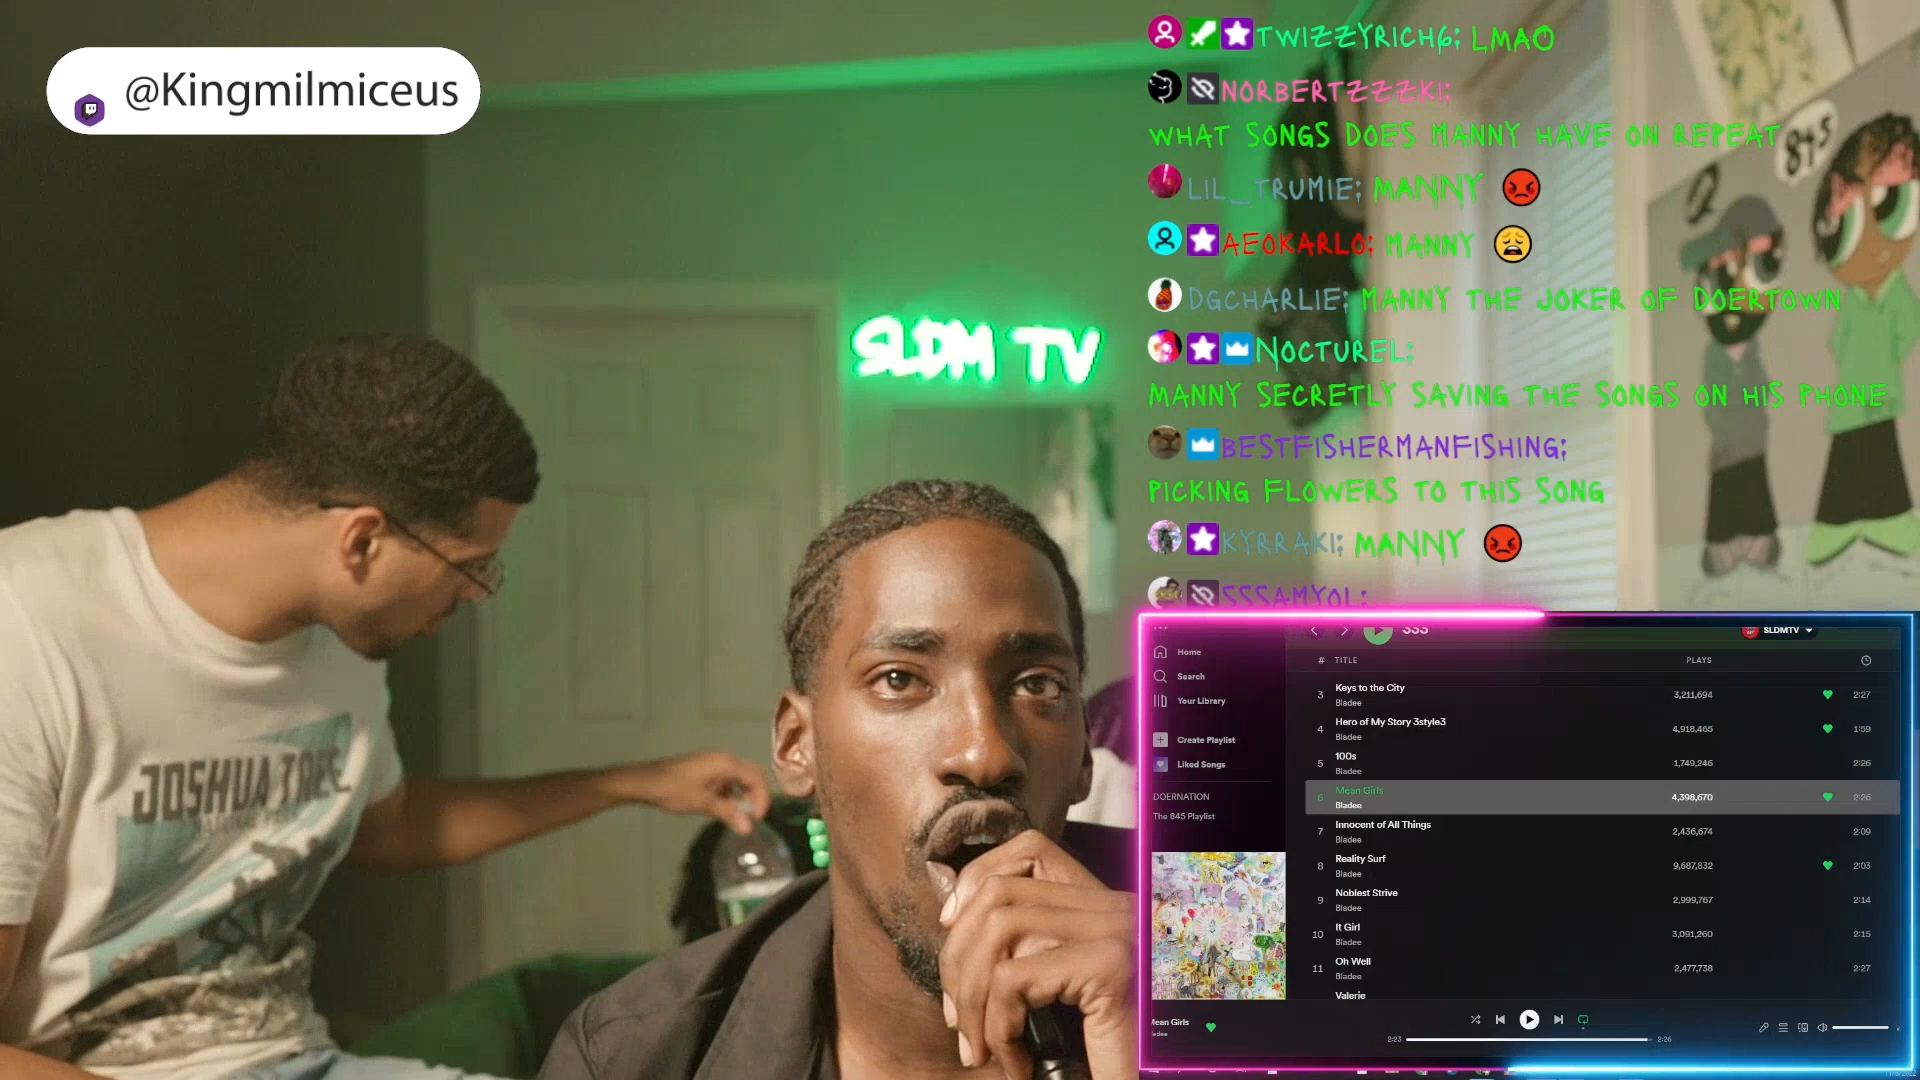 @Kingmilmiceus
SLDM TV
JOSHUA TREE
TWIZZYRICH6: LMAO
NORBERTZZZKI:
WHAT SONGS DOES MANNY HAVE ON REPEAT
LIL_TRUMIE: MANNY 😡
AEOKARLO: MANNY 😩
DGCHARLIE: MANNY THE JOKER OF DOERTOWN
NOCTUREL:
MANNY SECRETLY SAVING THE SONGS ON HIS PHONE
BESTFISHERMANFISHING:
PICKING FLOWERS TO THIS SONG
KYRRAKI: MANNY 😡
SSSAMYOL:
845
333
SLDMTV
Home
Search
Your Library
Create Playlist
Liked Songs
DOERNATION
The 845 Playlist
# TITLE PLAYS
3 Keys to the City 3,211,694 2:27
Bladee
4 Hero of My Story 3style3 4,918,465 1:59
Bladee
5 100s 1,749,246 2:26
Bladee
6 Mean Girls 4,398,670 2:26
Bladee
7 Innocent of All Things 2,436,674 2:09
Bladee
8 Reality Surf 9,687,832 2:03
Bladee
9 Noblest Strive 2,999,767 2:14
Bladee
10 It Girl 3,091,260 2:15
Bladee
11 Oh Well 2,477,738 2:27
Bladee
Valerie
Mean Girls
2:23 2:26